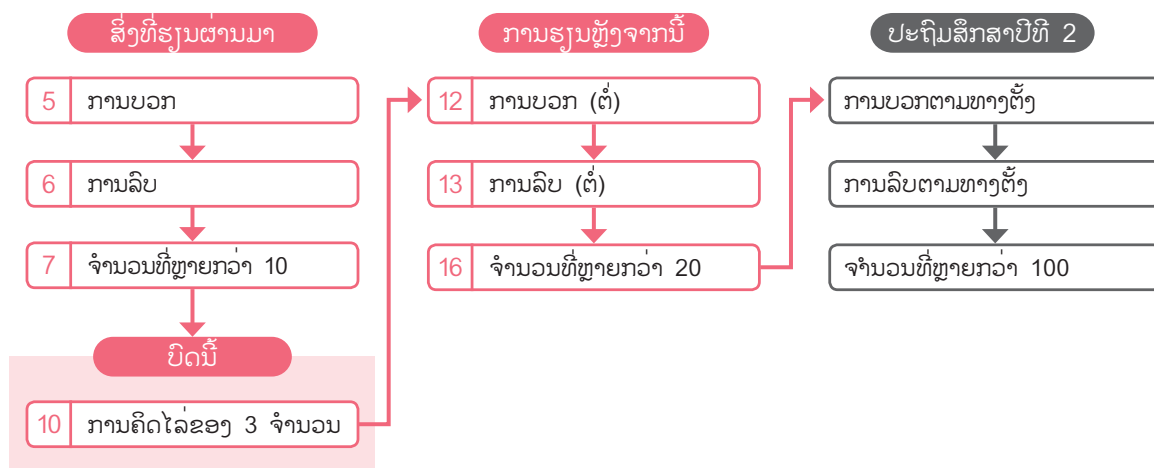 ສິ່ງທີ່ຮຽນຜ່ານມາ
5 ການບວກ
6 ການລົບ
7 ຈຳນວນທີ່ຫຼາຍກວ່າ 10
ບົດນີ້
10 ການຄິດໄລ່ຂອງ 3 ຈຳນວນ
ການຮຽນຫຼັງຈາກນີ້
12 ການບວກ (ຕໍ່)
13 ການລົບ (ຕໍ່)
16 ຈຳນວນທີ່ຫຼາຍກວ່າ 20
ປະຖົມສຶກສາປີທີ 2
ການບວກຕາມທາງຕັ້ງ
ການລົບຕາມທາງຕັ້ງ
ຈຳນວນທີ່ຫຼາຍກວ່າ 100